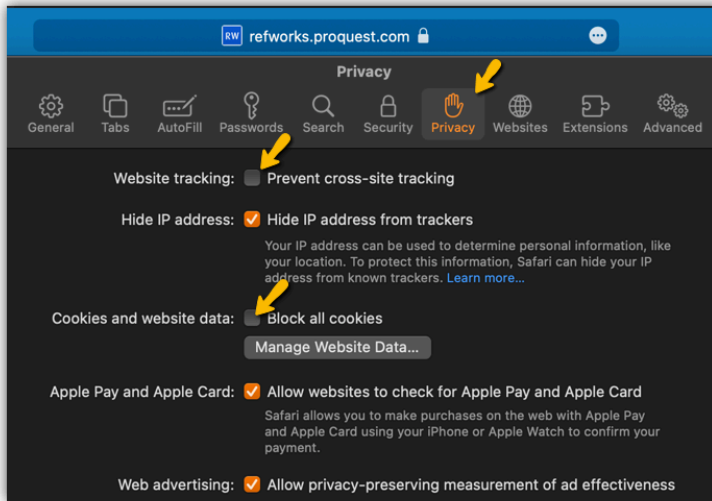 RW refworks.proquest.com
Privacy
General Tabs AutoFill Passwords Search Security Privacy Websites Extensions Advanced
Website tracking: Prevent cross-site tracking
Hide IP address: Hide IP address from trackers
Your IP address can be used to determine personal information, like
your location. To protect this information, Safari can hide your IP
address from known trackers. Learn more...
Cookies and website data: Block all cookies
Manage Website Data...
Apple Pay and Apple Card: Allow websites to check for Apple Pay and Apple Card
Safari allows you to make purchases on the web with Apple Pay
and Apple Card using your iPhone or Apple Watch to confirm your
payment.
Web advertising: Allow privacy-preserving measurement of ad effectiveness